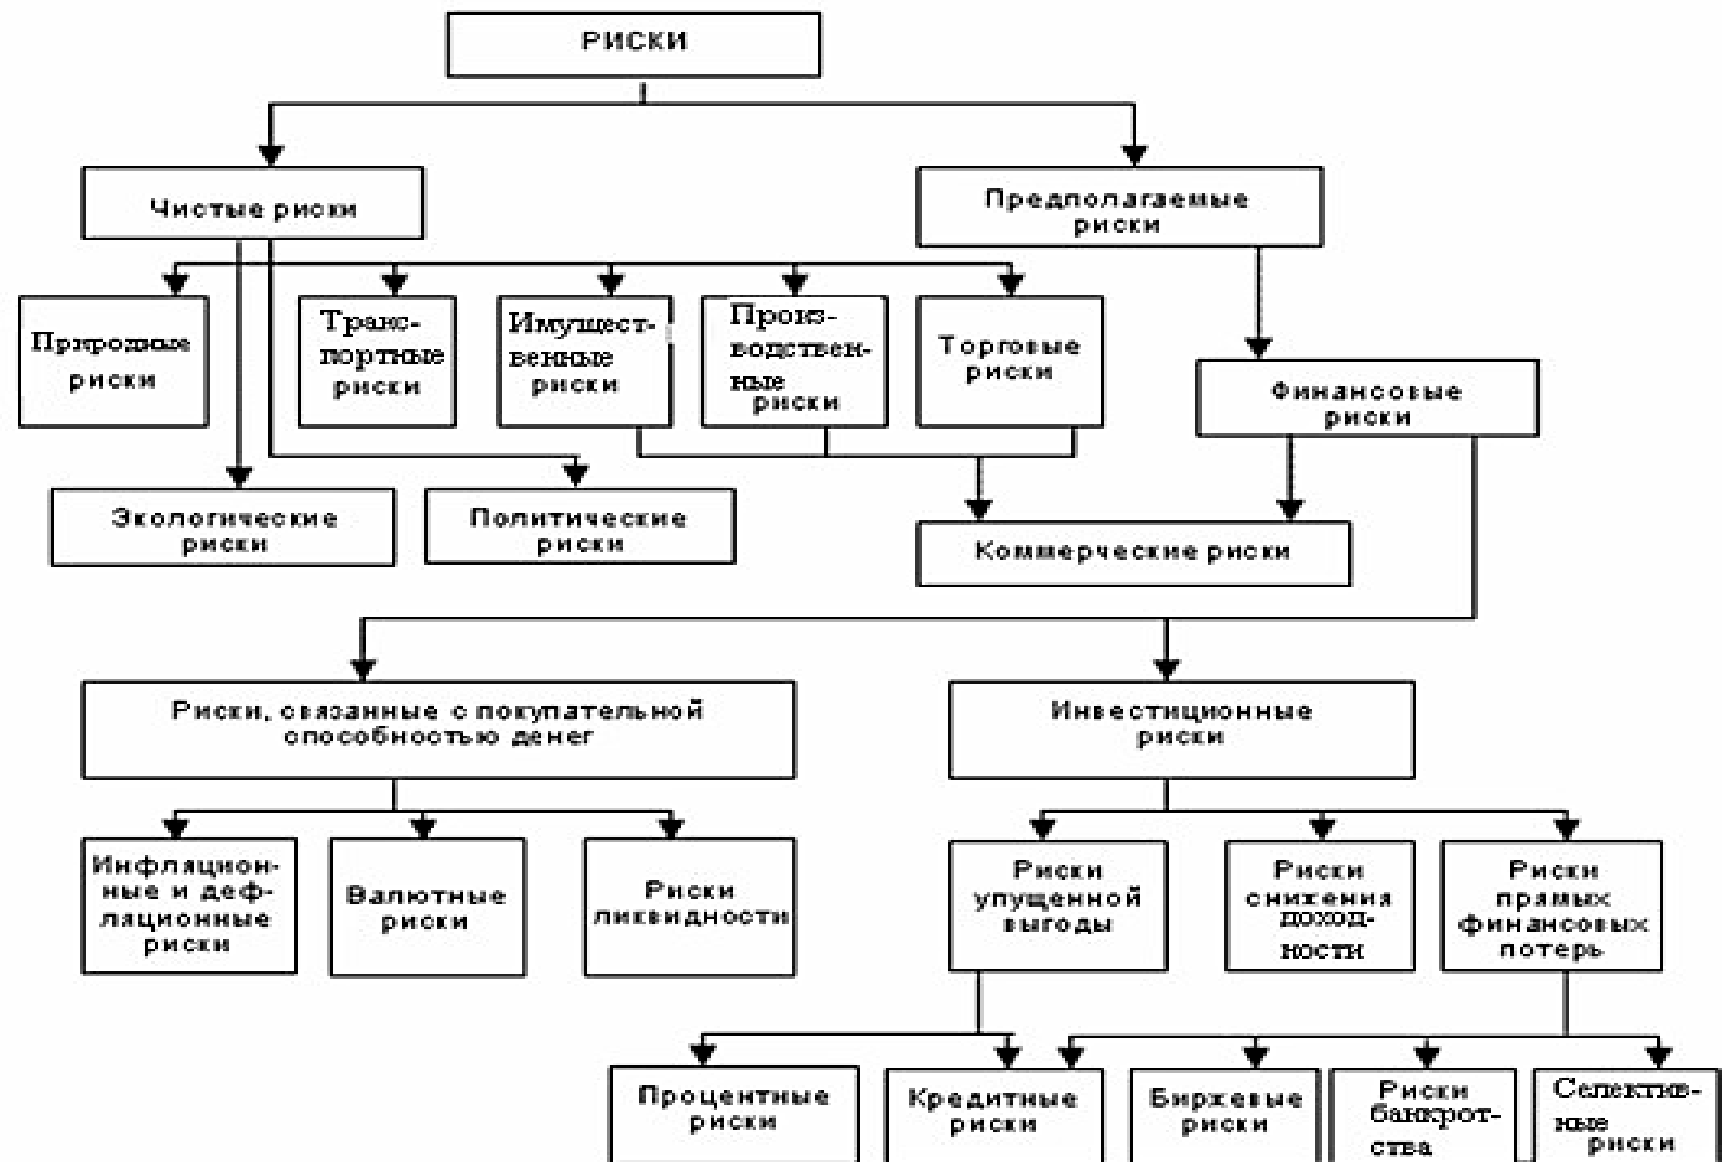 РИСКИ
Чистые риски
Предполагаемые
риски
Природные
риски
Транс-
портные
риски
Имущест-
венные
риски
Произ-
водствен-
ные
риски
Торговые
риски
Финансовые
риски
Экологические
риски
Политические
риски
Коммерческие риски
Риски, связанные с покупательной
способностью денег
Инвестиционные
риски
Инфляцион-
ные и деф-
ляционные
риски
Валютные
риски
Риски
ликвидности
Риски
упущенной
выгоды
Риски
снижения
доход-
ности
Риски
прямых
финансовых
потерь
Процентные
риски
Кредитные
риски
Биржевые
риски
Риски
банкрот-
ства
Селектив-
ные
риски